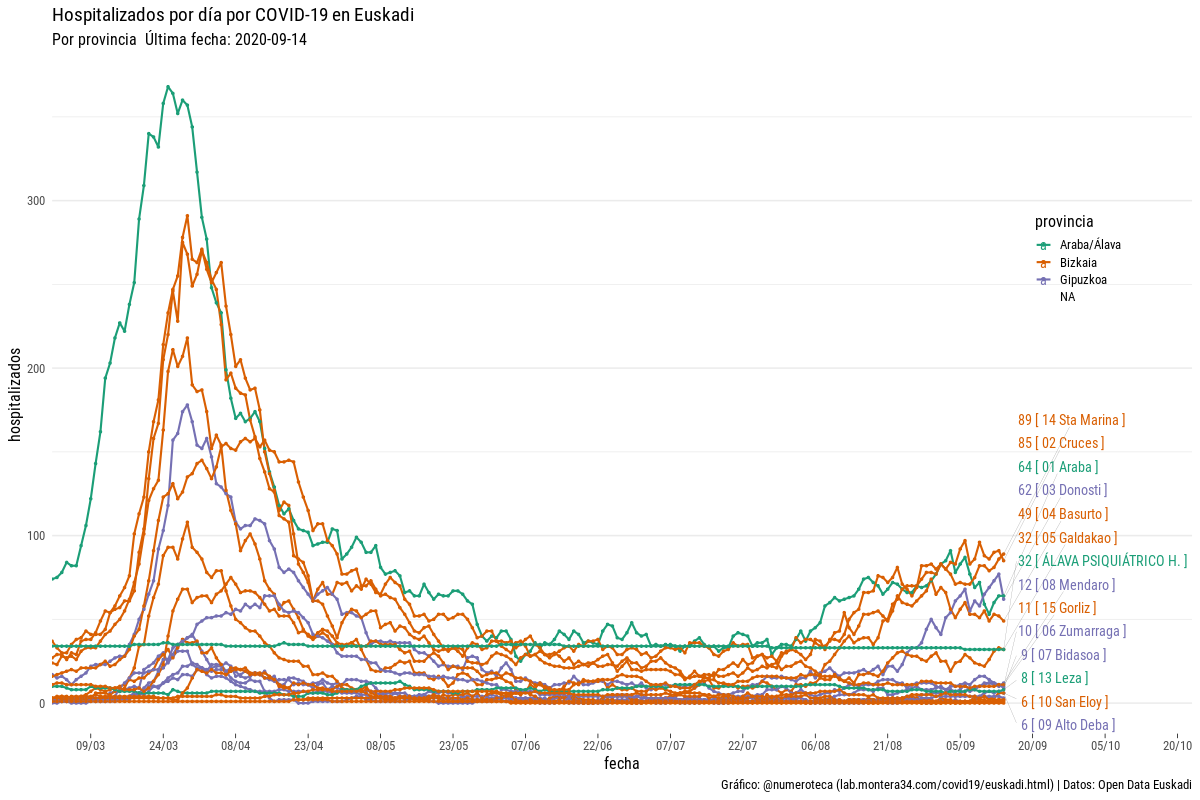 Hospitalizados por día por COVID-19 en Euskadi
Por provincia  Última fecha: 2020-09-14
hospitalizados
300
200
100
0
provincia
Araba/Álava
Bizkaia
Gipuzkoa
NA
89 [ 14 Sta Marina ]
85 [ 02 Cruces ]
64 [ 01 Araba ]
62 [ 03 Donosti ]
49 [ 04 Basurto ]
32 [ 05 Galdakao ]
32 [ ÁLAVA PSIQUIÁTRICO H. ]
12 [ 08 Mendaro ]
11 [ 15 Gorliz ]
10 [ 06 Zumarraga ]
9 [ 07 Bidasoa ]
8 [ 13 Leza ]
6 [ 10 San Eloy ]
6 [ 09 Alto Deba ]
09/03 24/03 08/04 23/04 08/05 23/05 07/06 22/06 07/07 22/07 06/08 21/08 05/09 20/09 05/10 20/10
fecha
Gráfico: @numeroteca (lab.montera34.com/covid19/euskadi.html) | Datos: Open Data Euskadi